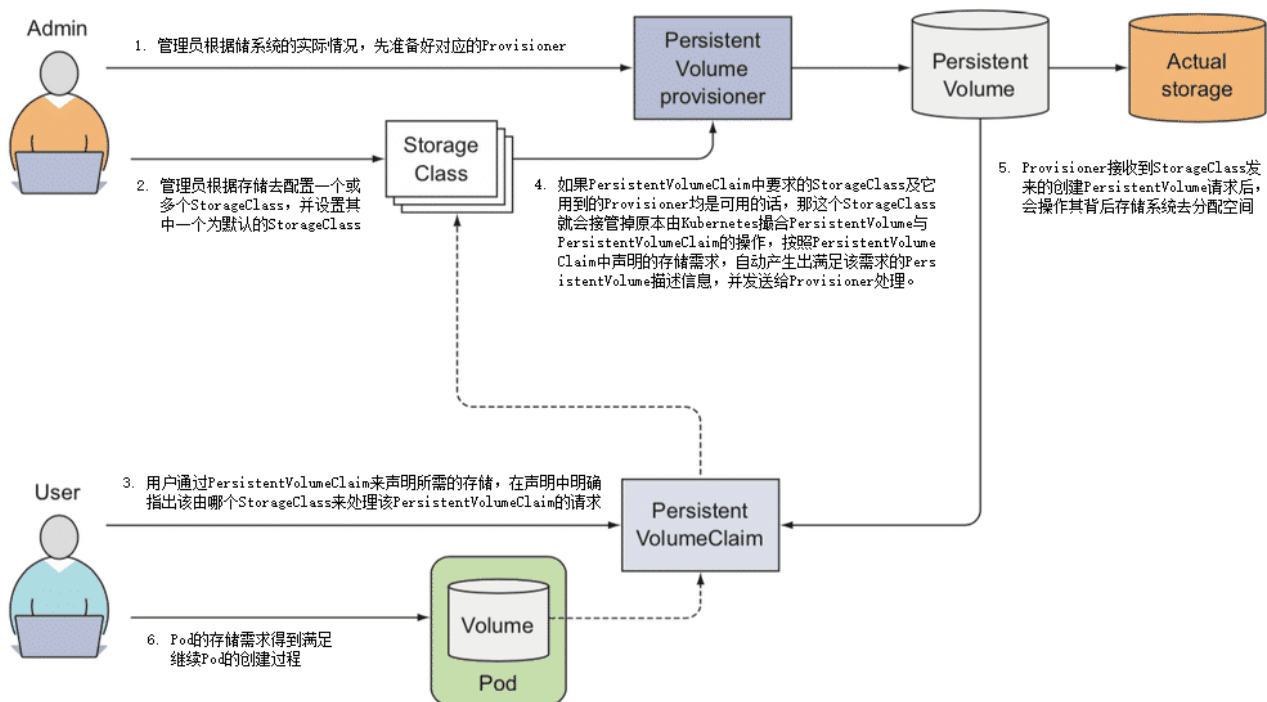 Admin
1. 管理员根据储系统的实际情况，先准备好对应的Provisioner
Persistent
Volume
provisioner
Persistent
Volume
Actual
storage
Storage
Class
2. 管理员根据存储去配置一个或
多个StorageClass，并设置其
中一个为默认的StorageClass
4. 如果PersistentVolumeClaim中要求的StorageClass及它
用到的Provisioner均是可用的话，那这个StorageClass
就会接管掉原本由Kubernetes撮合PersistentVolume与
PersistentVolumeClaim的操作，按照PersistentVolume
Claim中声明的存储需求，自动产生出满足该需求的Pers
istentVolume描述信息，并发送给Provisioner处理。
5. Provisioner接收到StorageClass发
来的创建PersistentVolume请求后，
会操作其背后存储系统去分配空间
User
3. 用户通过PersistentVolumeClaim来声明所需的存储，在声明中明确
指出该由哪个StorageClass来处理该PersistentVolumeClaim的请求
Persistent
VolumeClaim
6. Pod的存储需求得到满足
继续Pod的创建过程
Volume
Pod